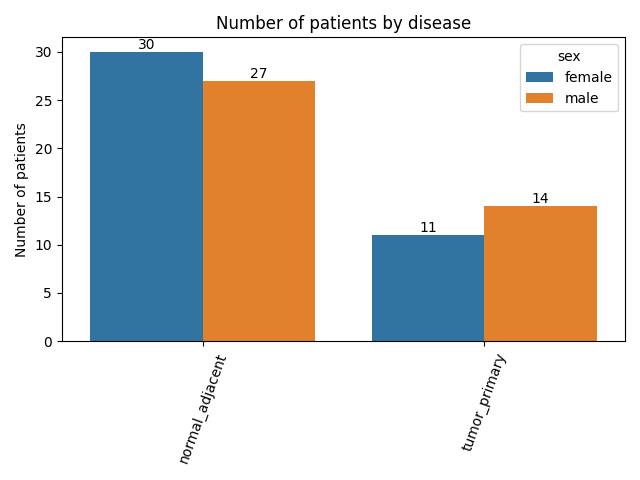 Number of patients by disease
30
27
11
14
sex
female
male
Number of patients
30
25
20
15
10
5
0
normal_adjacent
tumor_primary